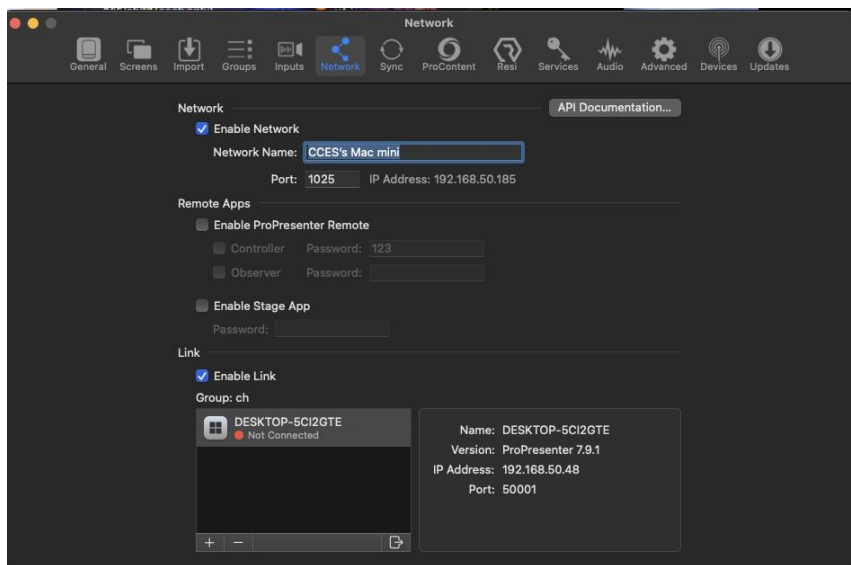 Network
General Screens Import Groups Inputs Network Sync ProContent Resi Services Audio Advanced Devices Updates
Network API Documentation...
Enable Network
Network Name: CCES's Mac mini
Port: 1025 IP Address: 192.168.50.185
Remote Apps
Enable ProPresenter Remote
Controller Password: 123
Observer Password:
Enable Stage App
Password:
Link
Enable Link
Group: ch
DESKTOP-5CI2GTE
Not Connected
Name: DESKTOP-5CI2GTE
Version: ProPresenter 7.9.1
IP Address: 192.168.50.48
Port: 50001